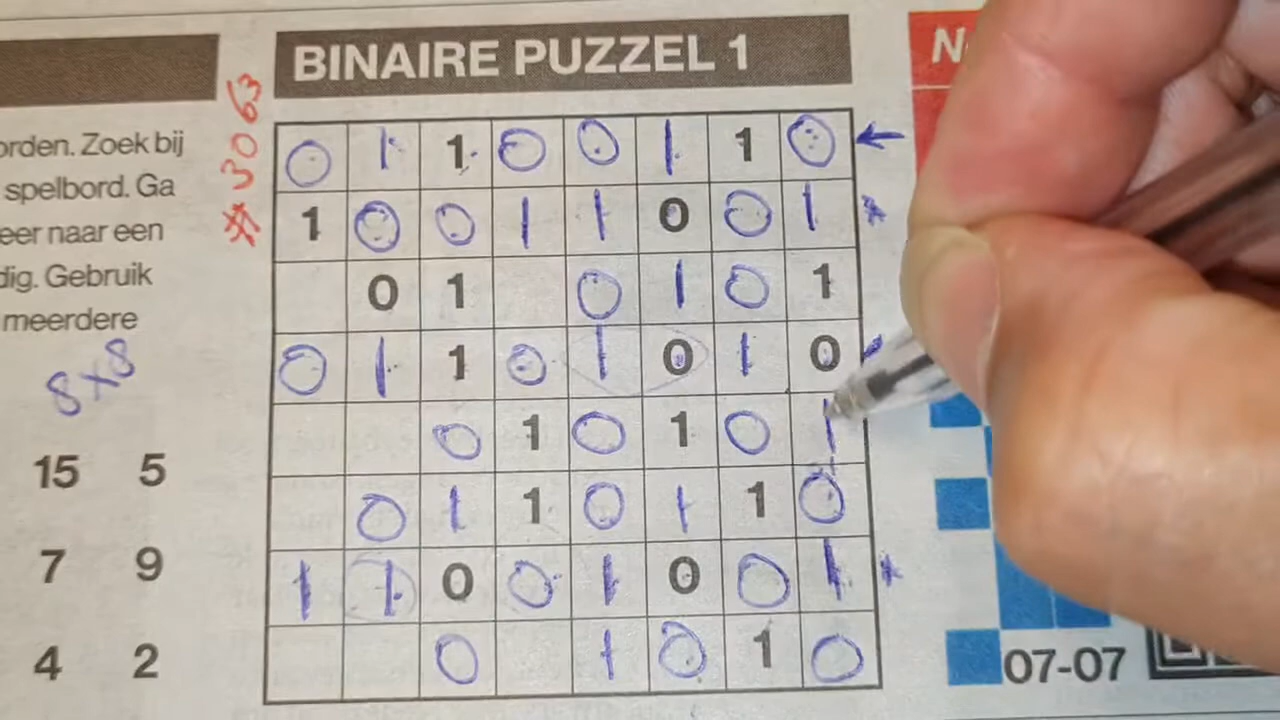 BINAIRE PUZZEL 1
N
# 3063
orden. Zoek bij
spelbord. Ga
eer naar een
dig. Gebruik
meerdere
8x8
15 5
7 9
4 2
0 1 1 0 0 1 1 0 ←
1 0 0 1 1 0 0 1 *
0 1 0 1 0 1
0 1 1 0 1 0 1 0
0 1 0 1 0 1
0 1 1 0 1 1 0
1 1 0 0 1 0 0 1 *
0 1 0 1 0
07-07